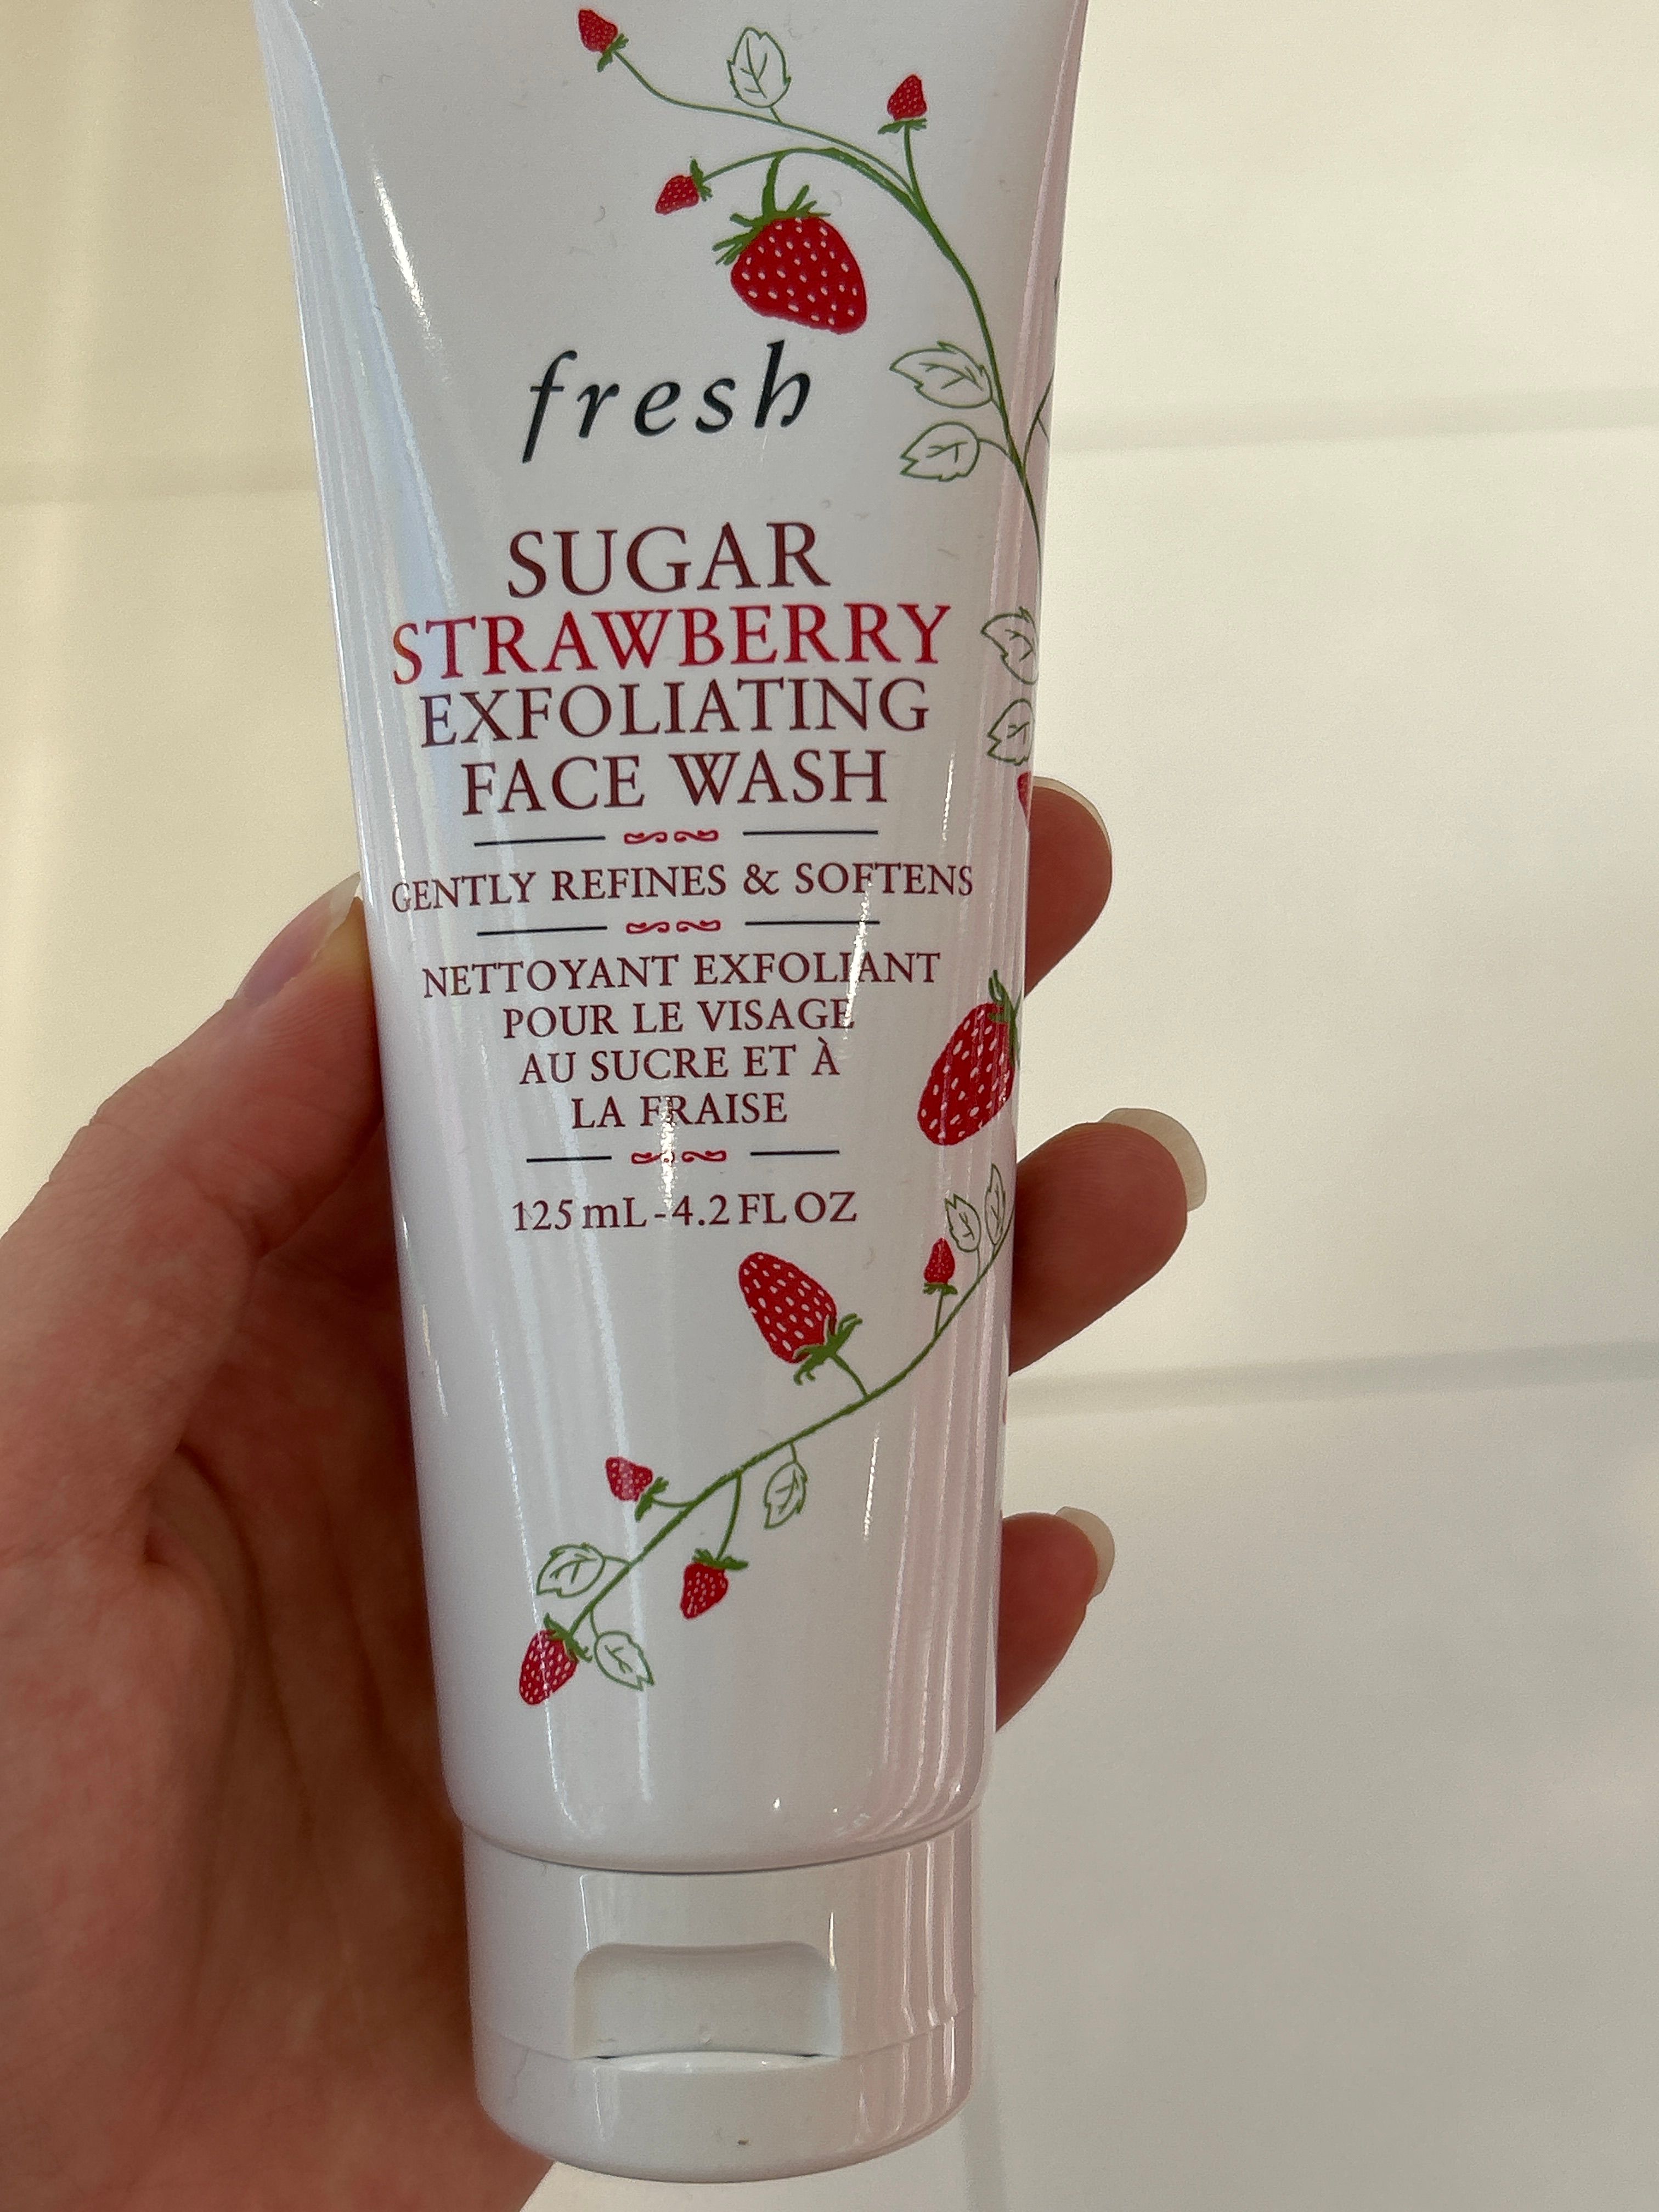 fresh
SUGAR
STRAWBERRY
EXFOLIATING
FACE WASH
GENTLY REFINES & SOFTENS
NETTOYANT EXFOLIANT
POUR LE VISAGE
AU SUCRE ET À
LA FRAISE
125 mL - 4.2 FL OZ